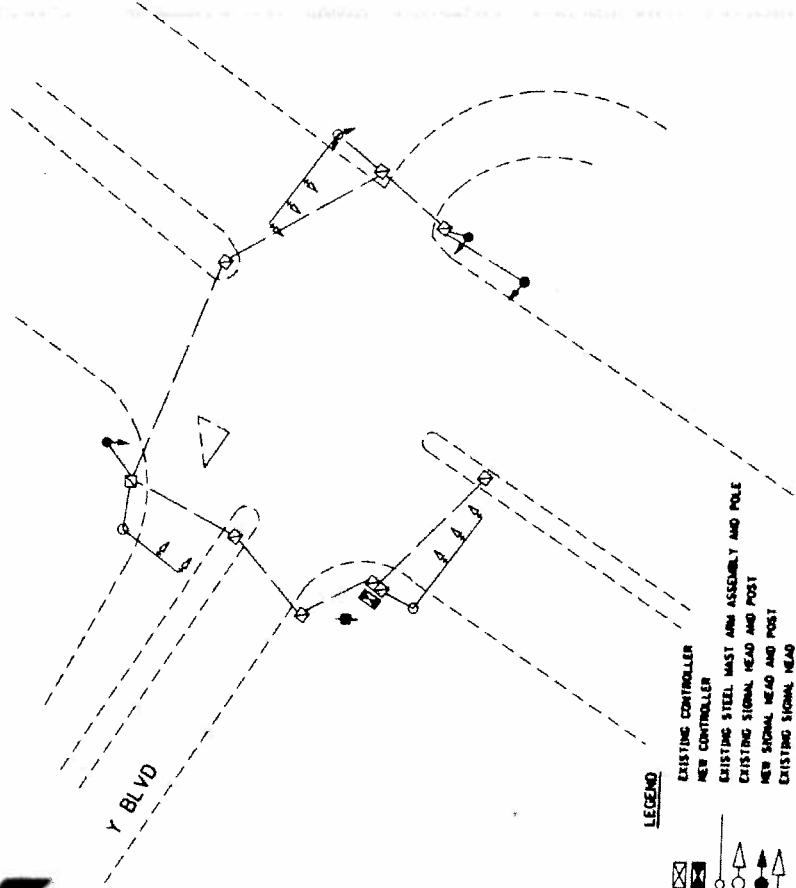 Y BLVD
LEGEND
EXISTING CONTROLLER
NEW CONTROLLER
EXISTING STEEL MAST ARM ASSEMBLY AND POLE
EXISTING SIGNAL HEAD AND POST
NEW SIGNAL HEAD AND POST
EXISTING SIGNAL HEAD